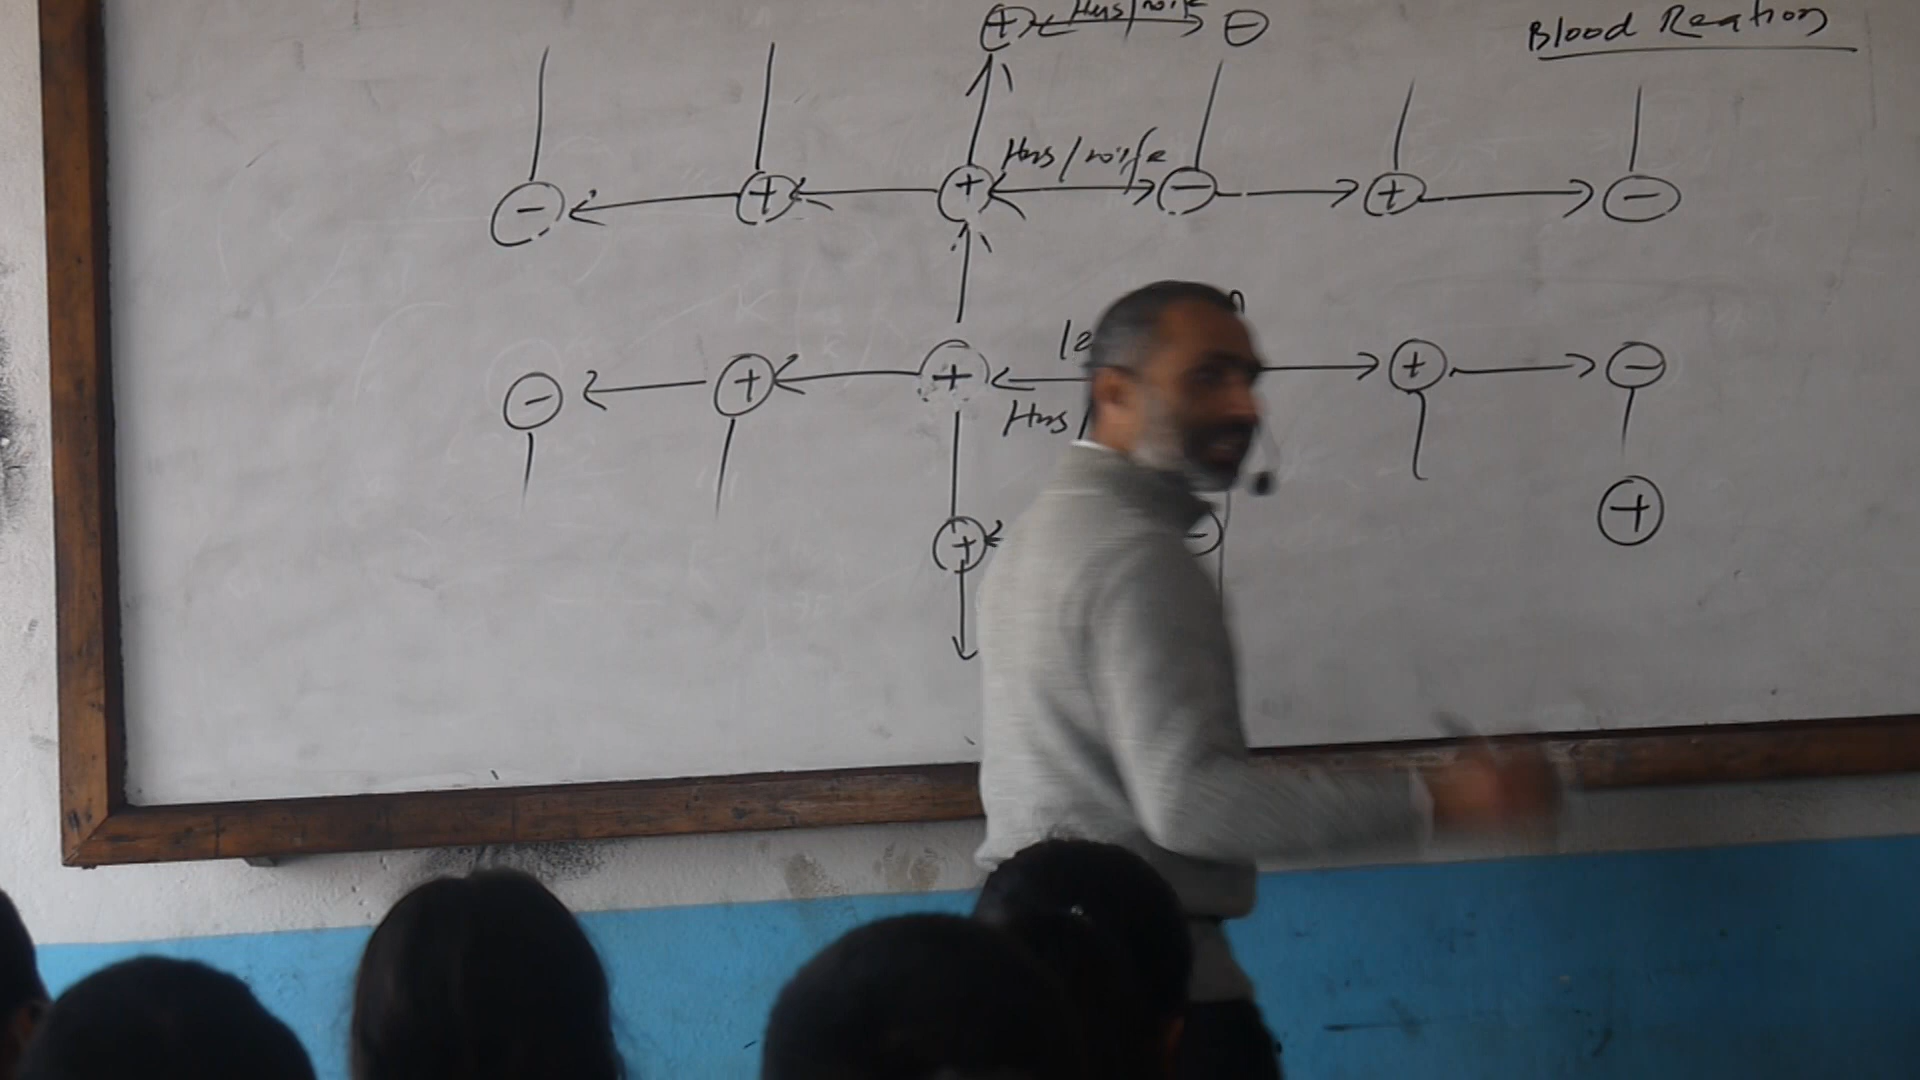 Blood Reation
+ Hus/wife -
- + + Hus/wife - + -
- + + + -
Hus
+ - +